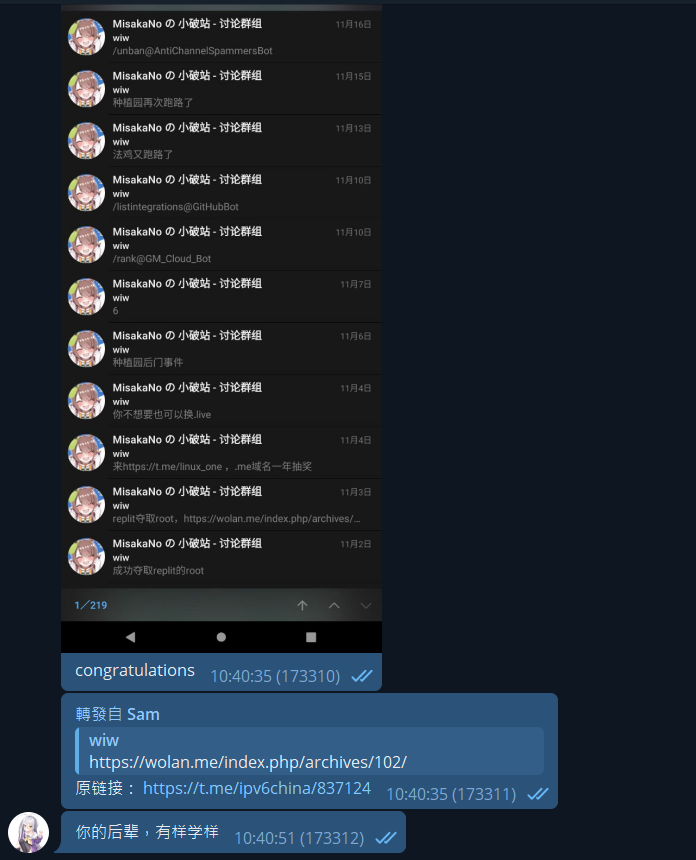 MisakaNo の 小破站 - 讨论群组 11月16日
wiw
/unban@AntiChannelSpammersBot
MisakaNo の 小破站 - 讨论群组 11月15日
wiw
种植园再次跑路了
MisakaNo の 小破站 - 讨论群组 11月13日
wiw
法鸡又跑路了
MisakaNo の 小破站 - 讨论群组 11月10日
wiw
/listintegrations@GitHubBot
MisakaNo の 小破站 - 讨论群组 11月10日
wiw
/rank@GM_Cloud_Bot
MisakaNo の 小破站 - 讨论群组 11月7日
wiw
6
MisakaNo の 小破站 - 讨论群组 11月6日
wiw
种植园后门事件
MisakaNo の 小破站 - 讨论群组 11月4日
wiw
你不想要也可以换.live
MisakaNo の 小破站 - 讨论群组 11月4日
wiw
来https://t.me/linux_one ，.me域名一年抽奖
MisakaNo の 小破站 - 讨论群组 11月3日
wiw
replit夺取root，https://wolan.me/index.php/archives/...
MisakaNo の 小破站 - 讨论群组 11月2日
wiw
成功夺取replit的root
1／219
congratulations 10:40:35 (173310)
轉發自 Sam
wiw
https://wolan.me/index.php/archives/102/
原链接： https://t.me/ipv6china/837124 10:40:35 (173311)
你的后辈，有样学样 10:40:51 (173312)